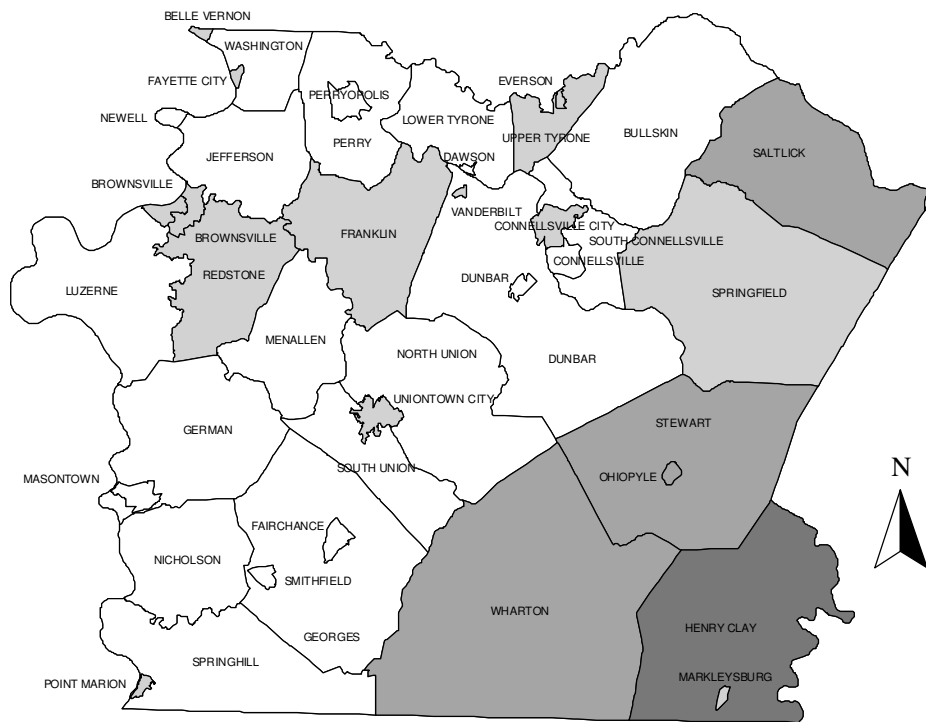 BELLE VERNON
WASHINGTON
FAYETTE CITY
EVERSON
PERRYOPOLIS
NEWELL
LOWER TYRONE
BULLSKIN
UPPER TYRONE
PERRY
JEFFERSON
DAWSON
SALTLICK
BROWNSVILLE
VANDERBILT
CONNELLSVILLE CITY
FRANKLIN
BROWNSVILLE
SOUTH CONNELLSVILLE
CONNELLSVILLE
REDSTONE
DUNBAR
LUZERNE
SPRINGFIELD
MENALLEN
NORTH UNION
DUNBAR
UNIONTOWN CITY
STEWART
GERMAN
SOUTH UNION
N
MASONTOWN
OHIOPYLE
FAIRCHANCE
NICHOLSON
SMITHFIELD
WHARTON
HENRY CLAY
GEORGES
SPRINGHILL
MARKLEYSBURG
POINT MARION